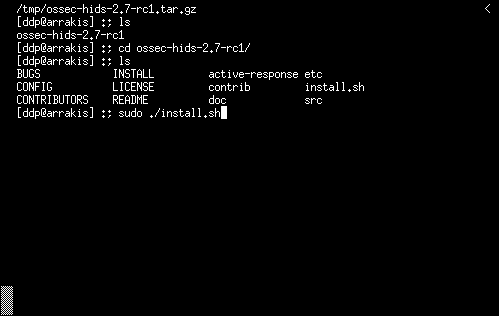 /tmp/ossec-hids-2.7-rc1.tar.gz <
[ddp@arrakis] :; ls
ossec-hids-2.7-rc1
[ddp@arrakis] :; cd ossec-hids-2.7-rc1/
[ddp@arrakis] :; ls
BUGS INSTALL active-response etc
CONFIG LICENSE contrib install.sh
CONTRIBUTORS README doc src
[ddp@arrakis] :; sudo ./install.sh